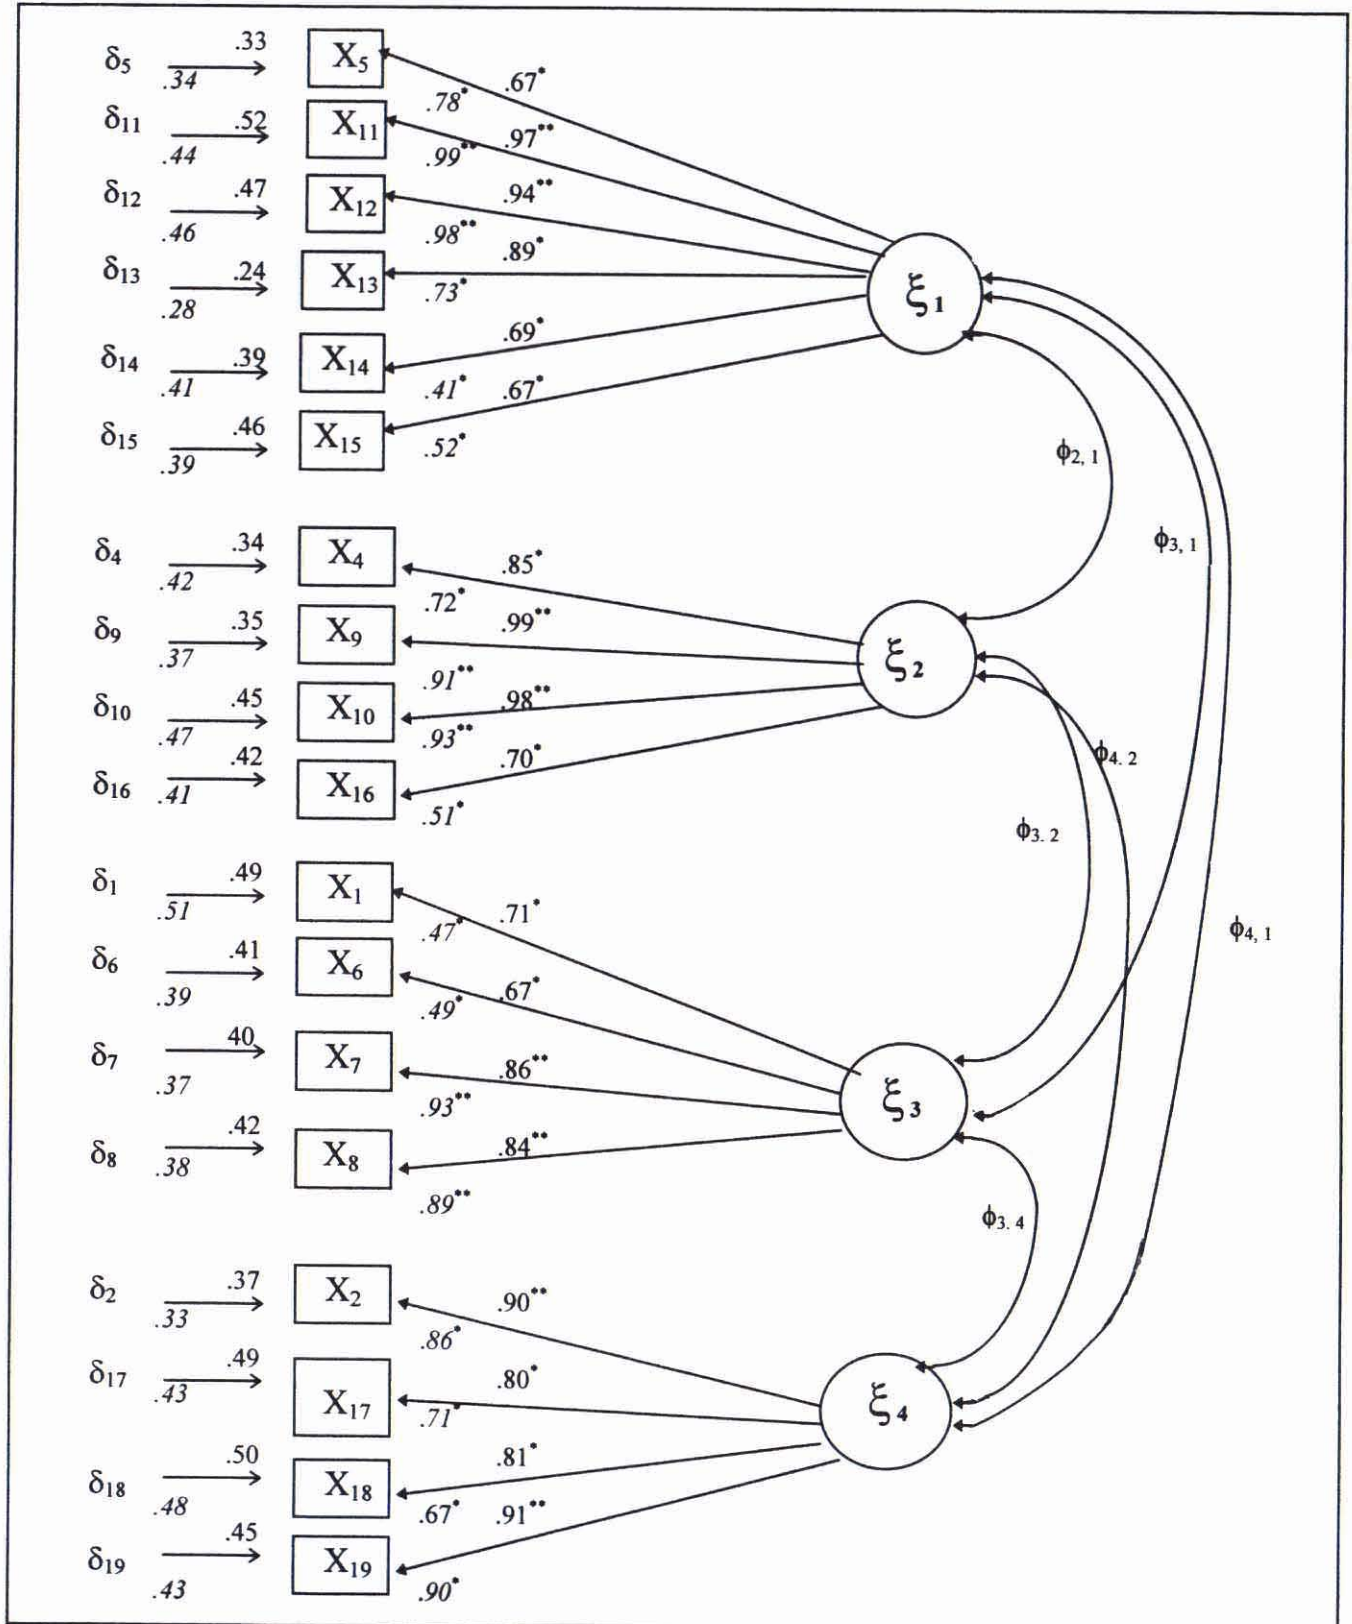 δ5 .33 .34 X5 .67* .78*
δ11 .52 .44 X11 .97** .99**
δ12 .47 .46 X12 .94** .98**
δ13 .24 .28 X13 .89* .73*
ξ1
δ14 .39 .41 X14 .69* .41*
δ15 .46 .39 X15 .67* .52*
ϕ2, 1
ϕ3, 1
δ4 .34 .42 X4 .85* .72*
δ9 .35 .37 X9 .99** .91**
ξ2
δ10 .45 .47 X10 .98** .93**
δ16 .42 .41 X16 .70* .51*
ϕ4. 2
ϕ3. 2
δ1 .49 .51 X1 .71* .47*
ϕ4, 1
δ6 .41 .39 X6 .67* .49*
δ7 40 .37 X7 .86** .93**
ξ3
δ8 .42 .38 X8 .84** .89**
ϕ3. 4
δ2 .37 .33 X2 .90** .86*
δ17 .49 .43 X17 .80* .71*
ξ4
δ18 .50 .48 X18 .81* .67*
δ19 .45 .43 X19 .91** .90*